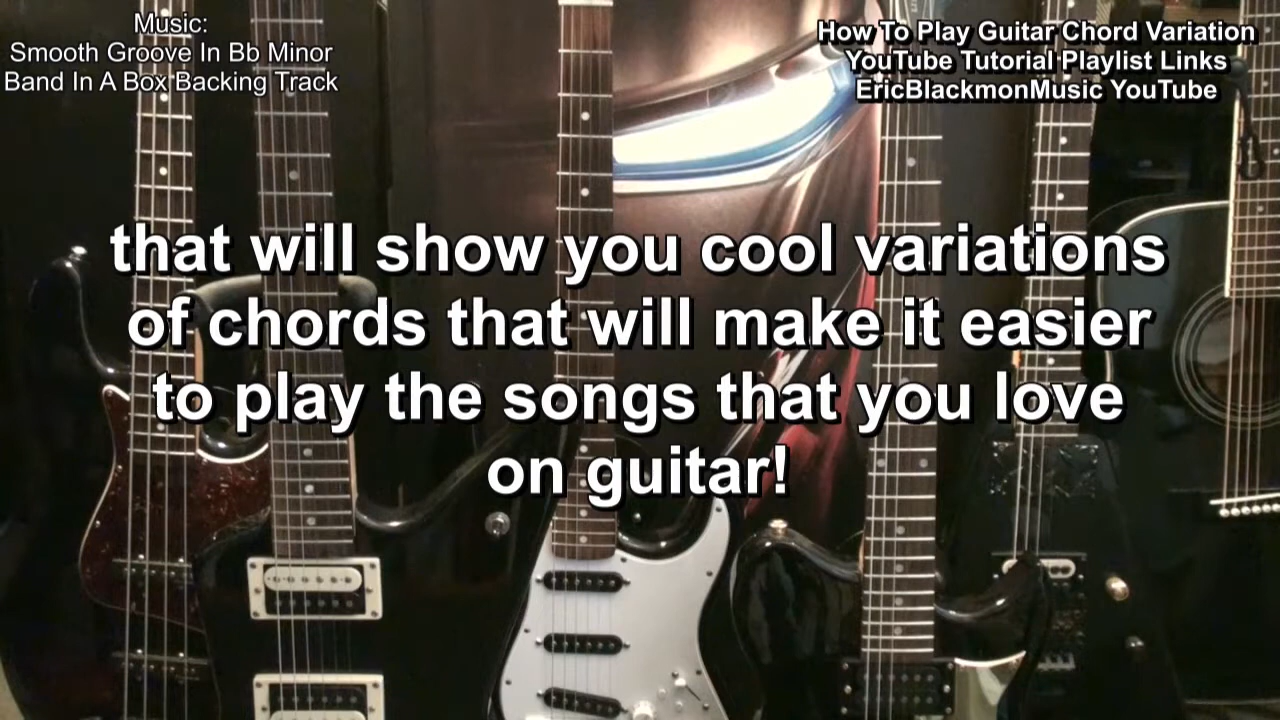 Music:
Smooth Groove In Bb Minor
Band In A Box Backing Track
How To Play Guitar Chord Variation
YouTube Tutorial Playlist Links
EricBlackmonMusic YouTube
that will show you cool variations
of chords that will make it easier
to play the songs that you love
on guitar!